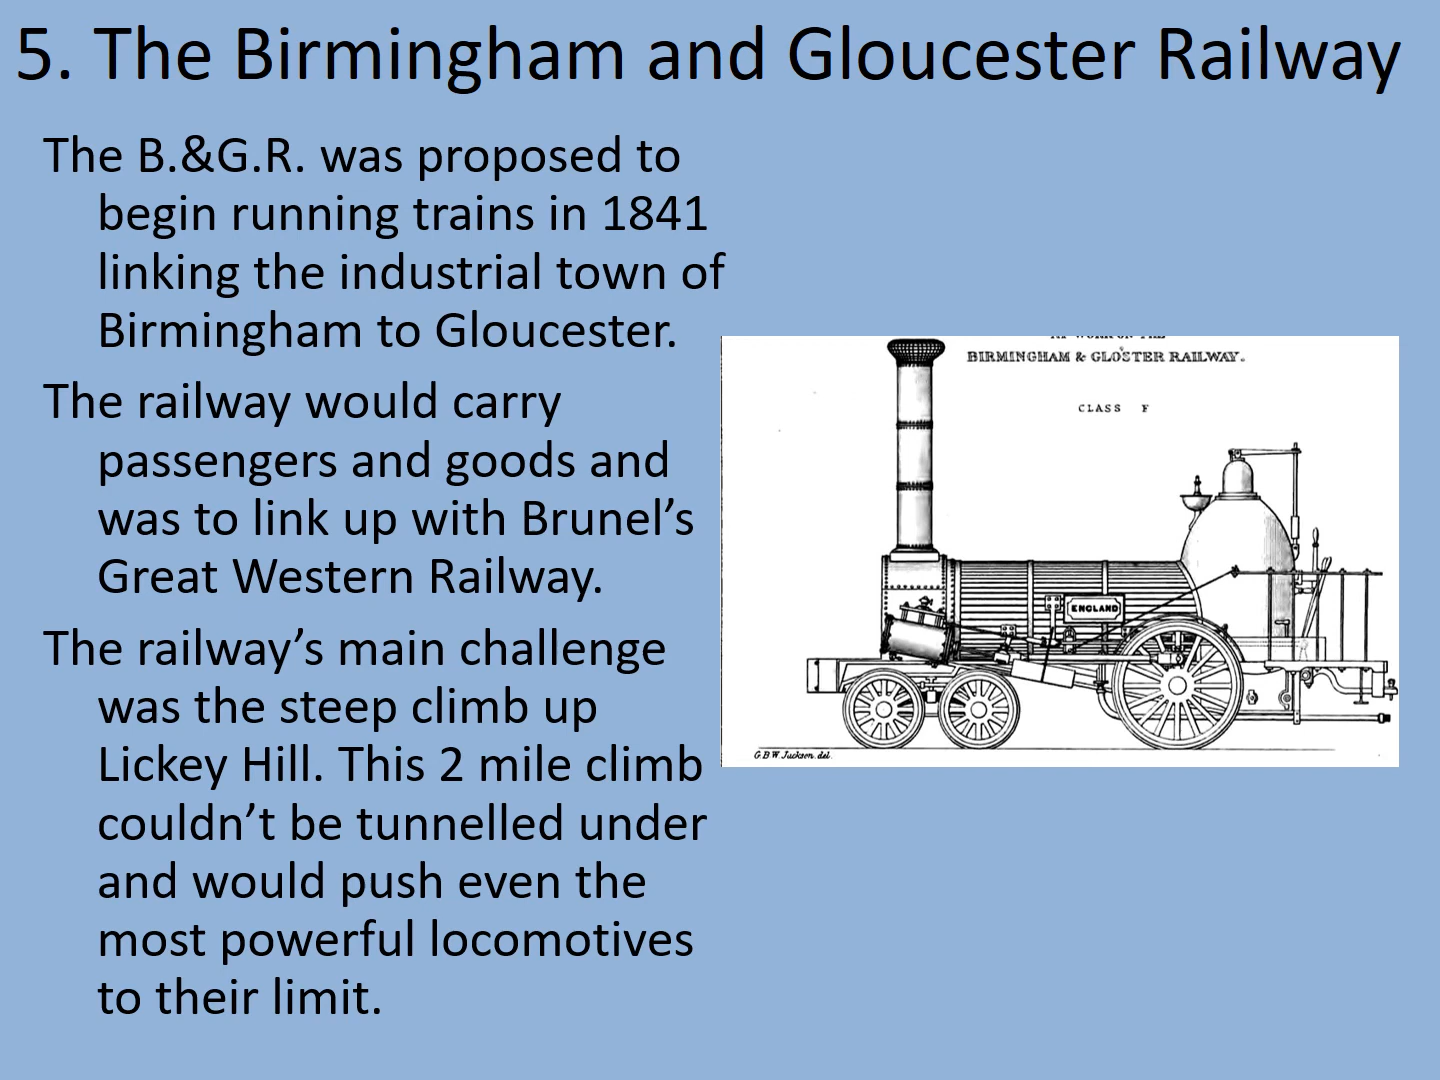 5. The Birmingham and Gloucester Railway
The B.&G.R. was proposed to
begin running trains in 1841
linking the industrial town of
Birmingham to Gloucester.
The railway would carry
passengers and goods and
was to link up with Brunel’s
Great Western Railway.
The railway’s main challenge
was the steep climb up
Lickey Hill. This 2 mile climb
couldn’t be tunnelled under
and would push even the
most powerful locomotives
to their limit.
BIRMINGHAM & GLOSTER RAILWAY.
CLASS F
ENGLAND
G.B.W. Jackson. del.